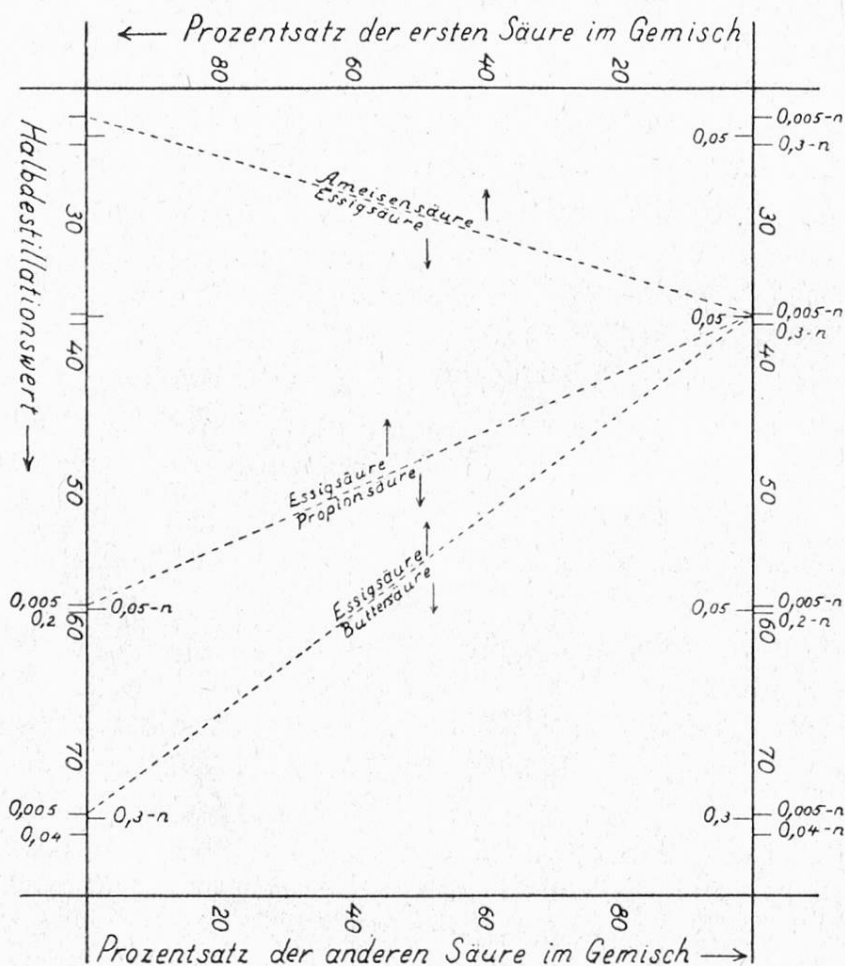 ← Prozentsatz der ersten Säure im Gemisch
80 60 40 20
Halbdestillationswert →
30
40
50
60
70
0,005
0,2
0,05-n
0,005
0,04
0,3-n
Ameisensäure
Essigsäure
Essigsäure
Propionsäure
Essigsäure
Buttersäure
0,05
0,005-n
0,3-n
30
0,05
0,005-n
0,3-n
40
50
0,05
0,005-n
0,2-n
60
70
0,3
0,005-n
0,04-n
20 40 60 80
Prozentsatz der anderen Säure im Gemisch →